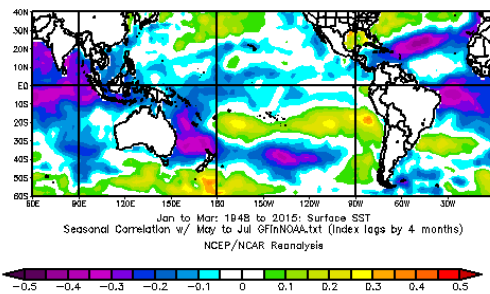 40N
30N
20N
10N
EQ
10S
20S
30S
40S
50S
60S
60E 90E 120E 150E 180 150W 120W 90W 60W 30W
Jan to Mar: 1948 to 2015: Surface SST
Seasonal Correlation w/ May to Jul GFInNOAA.txt (Index lags by 4 months)
NCEP/NCAR Reanalysis
-0.5 -0.4 -0.3 -0.2 -0.1 0 0.1 0.2 0.3 0.4 0.5